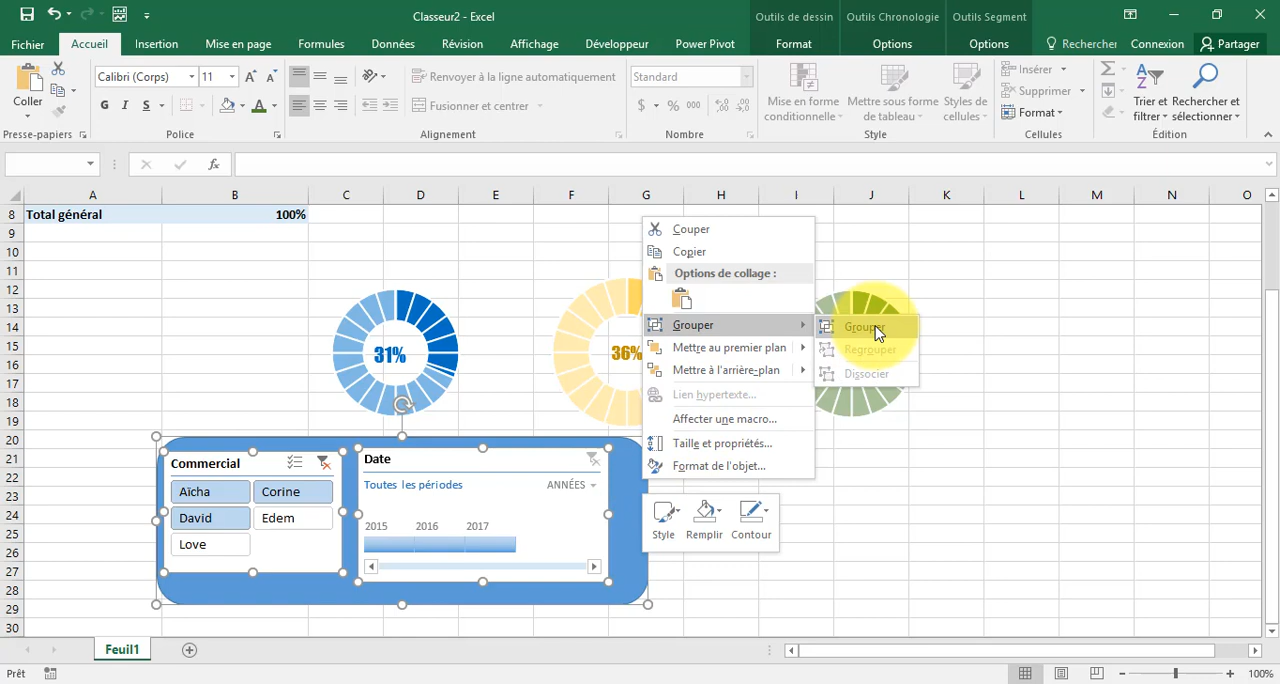 Classeur2 - Excel
Outils de dessin
Outils Chronologie
Outils Segment
Fichier
Accueil
Insertion
Mise en page
Formules
Données
Révision
Affichage
Développeur
Power Pivot
Format
Options
Options
Rechercher
Connexion
Partager
Coller
Presse-papiers
Calibri (Corps)
11
G I S
Police
Renvoyer à la ligne automatiquement
Fusionner et centrer
Alignement
Standard
$ % 000
Nombre
Mise en forme
conditionnelle
Mettre sous forme
de tableau
Styles de
cellules
Style
Insérer
Supprimer
Format
Cellules
Trier et
filtrer
Rechercher et
sélectionner
Édition
fx
A B C D E F G H I J K L M N O
8 Total général 100%
9
10
11
12
13
14
15
16
17
18
19
20
21
22
23
24
25
26
27
28
29
30
31%
36%
Couper
Copier
Options de collage :
Grouper
Mettre au premier plan
Mettre à l'arrière-plan
Lien hypertexte...
Affecter une macro...
Taille et propriétés...
Format de l'objet...
Grouper
Regrouper
Dissocier
Style
Remplir
Contour
Commercial
Aïcha
Corine
David
Edem
Love
Date
Toutes les périodes
ANNÉES
2015 2016 2017
Feuil1
Prêt
100%